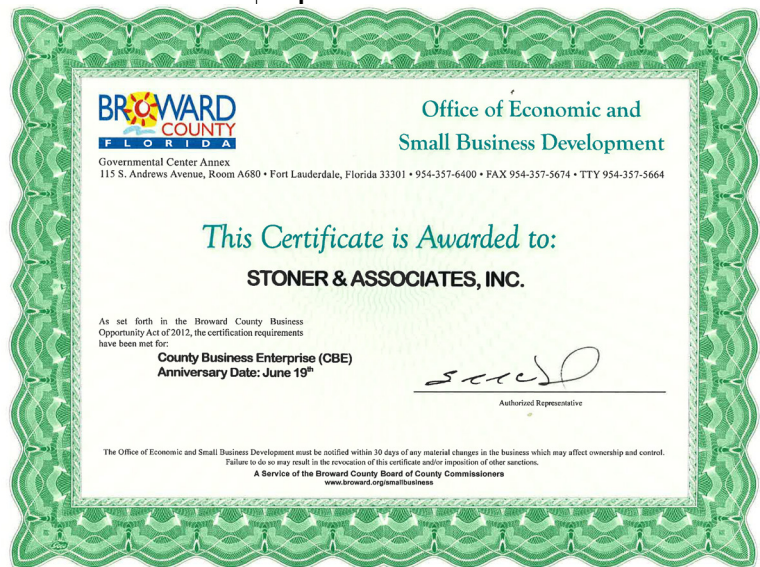 BROWARD
COUNTY
FLORIDA
Office of Economic and
Small Business Development
Governmental Center Annex
115 S. Andrews Avenue, Room A680 • Fort Lauderdale, Florida 33301 • 954-357-6400 • FAX 954-357-5674 • TTY 954-357-5664
This Certificate is Awarded to:
STONER & ASSOCIATES, INC.
As set forth in the Broward County Business
Opportunity Act of 2012, the certification requirements
have been met for:
County Business Enterprise (CBE)
Anniversary Date: June 19th
Authorized Representative
The Office of Economic and Small Business Development must be notified within 30 days of any material changes in the business which may affect ownership and control.
Failure to do so may result in the revocation of this certificate and/or imposition of other sanctions.
A Service of the Broward County Board of County Commissioners
www.broward.org/smallbusiness